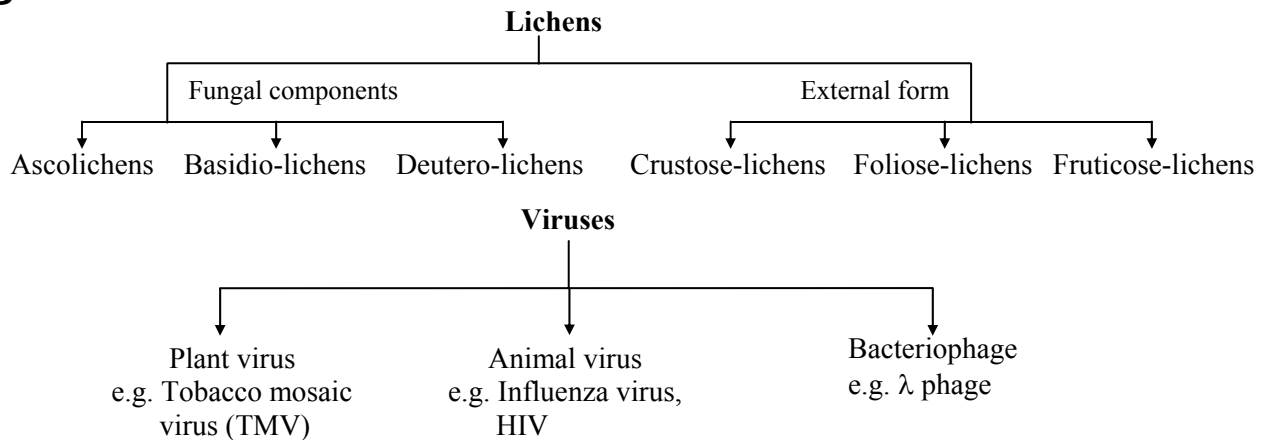 Lichens
Fungal components External form
Ascolichens Basidio-lichens Deutero-lichens Crustose-lichens Foliose-lichens Fruticose-lichens
Viruses
Plant virus
e.g. Tobacco mosaic
virus (TMV)
Animal virus
e.g. Influenza virus,
HIV
Bacteriophage
e.g. λ phage